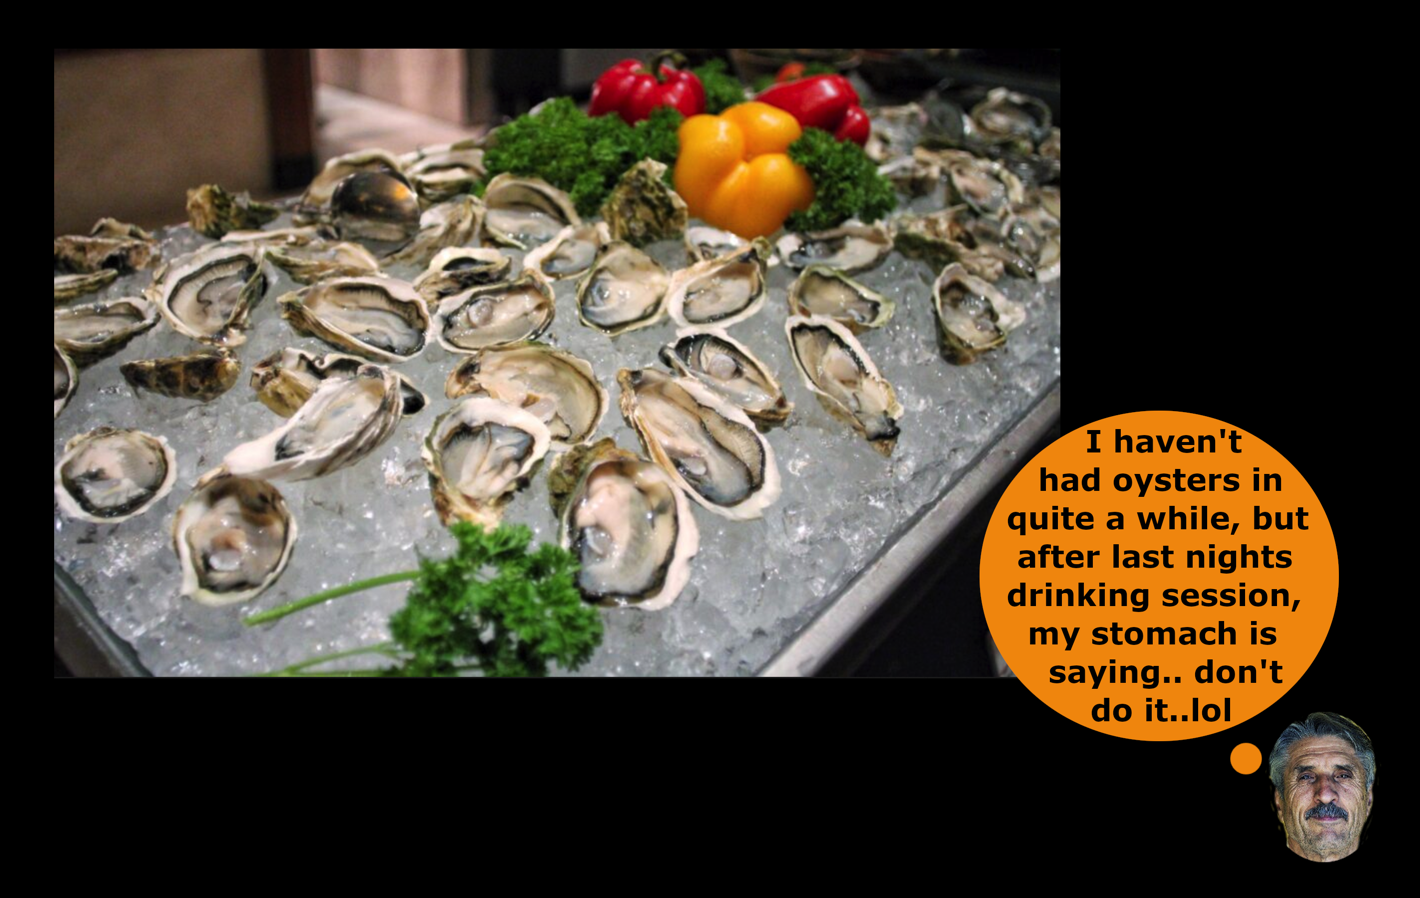 I haven't
had oysters in
quite a while, but
after last nights
drinking session,
my stomach is
saying.. don't
do it..lol